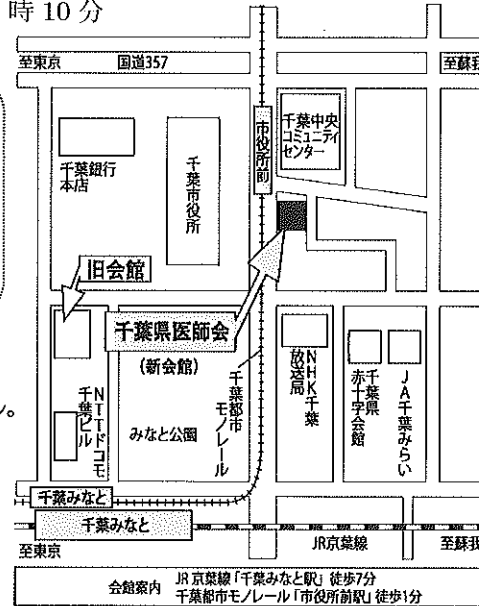 時10分
至東京
国道357
至蘇我
千葉銀行
本店
千葉市役所
市役所前
千葉中央
コミュニティ
センター
旧会館
千葉県医師会
(新会館)
NTTドコモ
千葉ビル
みなと公園
千葉都市
モノレール
NHK千葉
放送局
千葉県
赤十字会館
JA千葉みらい
ん。
千葉みなと
千葉みなと
至東京
JR京葉線
至蘇我
会館案内
JR京葉線「千葉みなと駅」徒歩7分
千葉都市モノレール「市役所前駅」徒歩1分